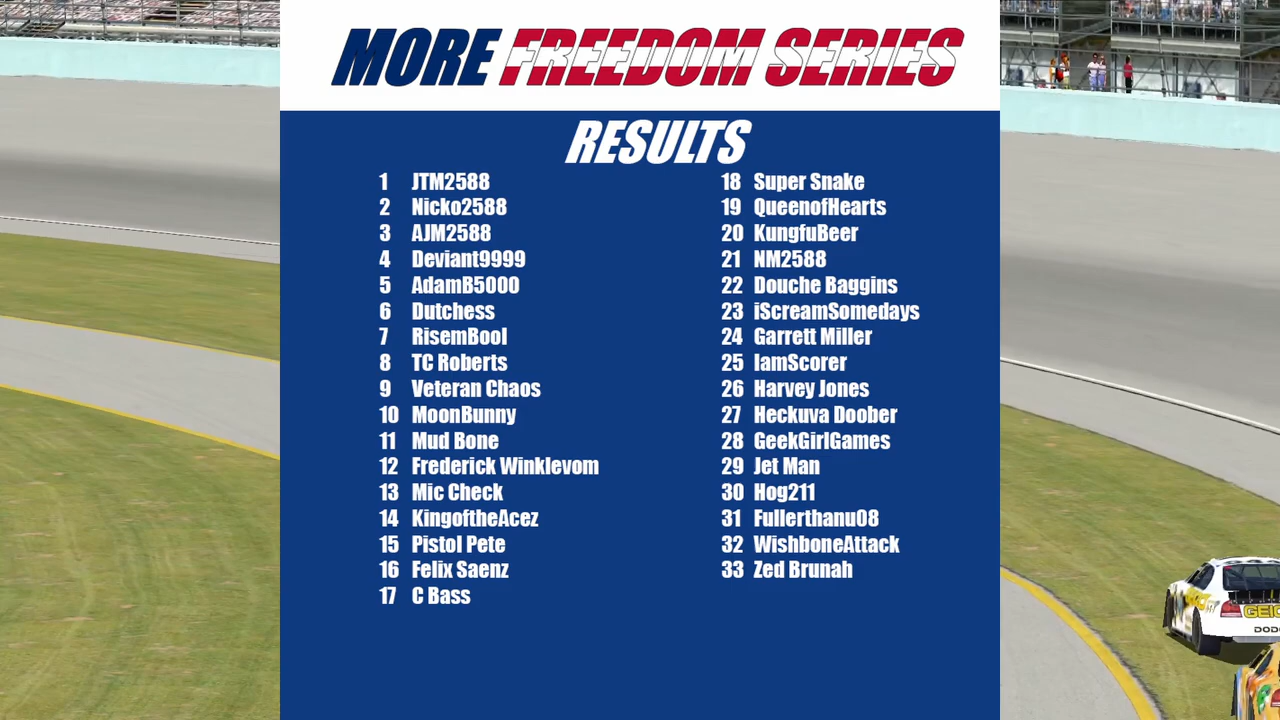 MORE FREEDOM SERIES
RESULTS
1 JTM2588
2 Nicko2588
3 AJM2588
4 Deviant9999
5 AdamB5000
6 Dutchess
7 RisemBool
8 TC Roberts
9 Veteran Chaos
10 MoonBunny
11 Mud Bone
12 Frederick Winklevom
13 Mic Check
14 KingoftheAcez
15 Pistol Pete
16 Felix Saenz
17 C Bass
18 Super Snake
19 QueenofHearts
20 KungfuBeer
21 NM2588
22 Douche Baggins
23 iScreamSomedays
24 Garrett Miller
25 IamScorer
26 Harvey Jones
27 Heckuva Doober
28 GeekGirlGames
29 Jet Man
30 Hog211
31 Fullerthanu08
32 WishboneAttack
33 Zed Brunah